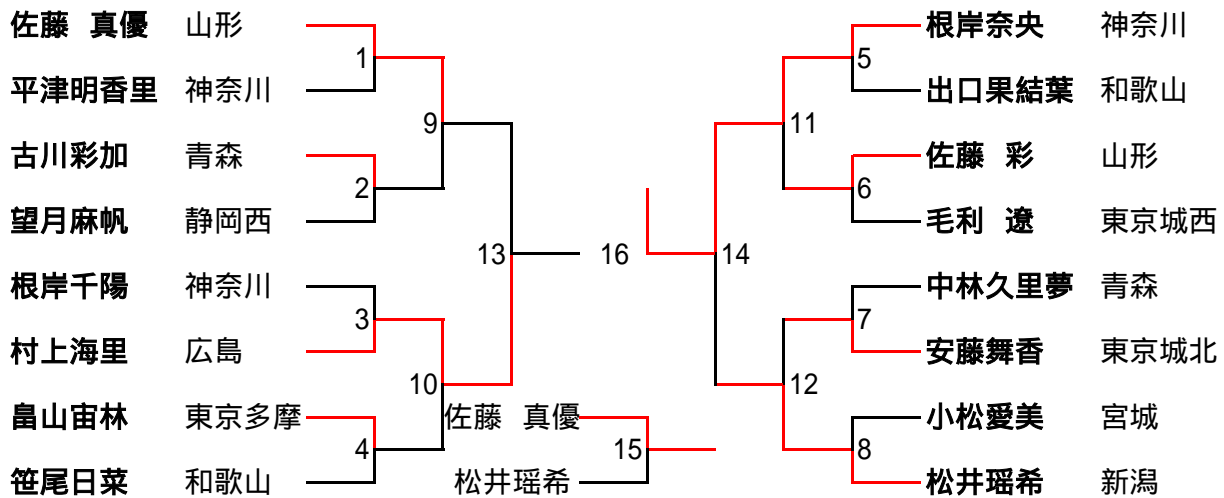 佐藤 真優 山形
平津明香里 神奈川
古川彩加 青森
望月麻帆 静岡西
根岸千陽 神奈川
村上海里 広島
畠山宙林 東京多摩
笹尾日菜 和歌山
1
2
3
4
9
10
13
16
佐藤 真優
松井瑶希
15
14
11
12
5
6
7
8
根岸奈央 神奈川
出口果結葉 和歌山
佐藤 彩 山形
毛利 遼 東京城西
中林久里夢 青森
安藤舞香 東京城北
小松愛美 宮城
松井瑶希 新潟